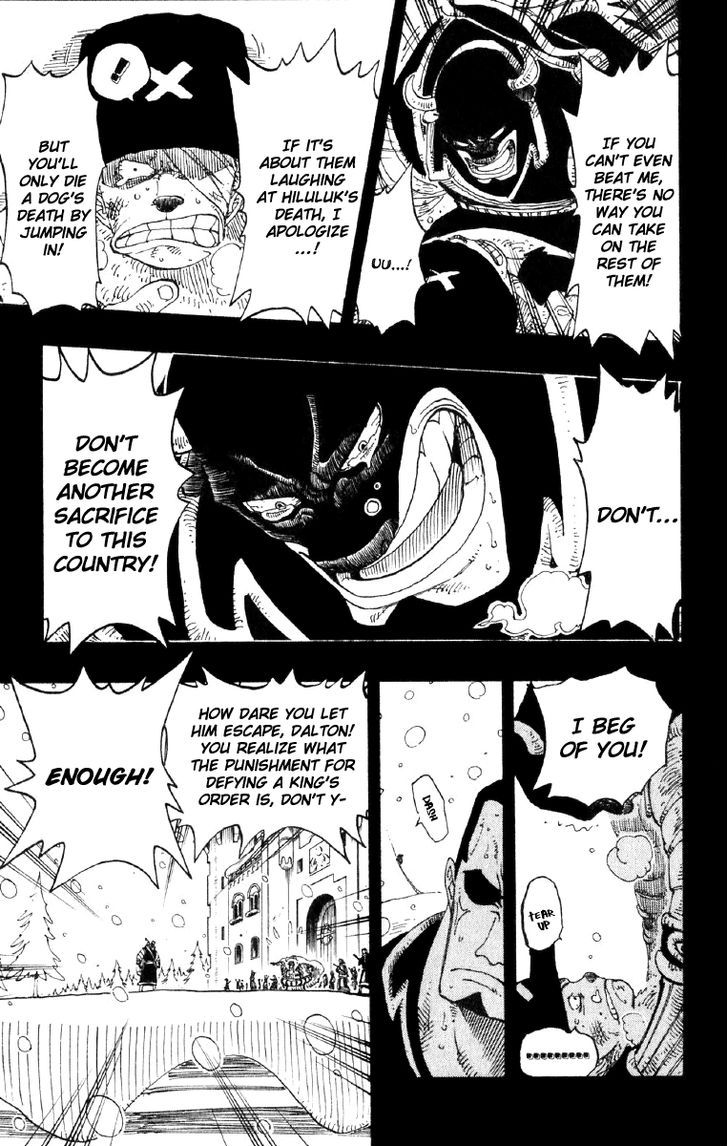 IF YOU
CAN'T EVEN
BEAT ME,
THERE'S NO
WAY YOU
CAN TAKE
ON THE
REST OF
THEM!
UU...!
IF IT'S
ABOUT THEM
LAUGHING
AT HILULUK'S
DEATH, I
APOLOGIZE
...!
BUT
YOU'LL
ONLY DIE
A DOG'S
DEATH BY
JUMPING
IN!
DON'T...
DON'T
BECOME
ANOTHER
SACRIFICE
TO THIS
COUNTRY!
I BEG
OF YOU!
TEAR
UP
DASH
HOW DARE YOU LET
HIM ESCAPE, DALTON!
YOU REALIZE WHAT
THE PUNISHMENT FOR
DEFYING A KING'S
ORDER IS, DON'T Y-
ENOUGH!